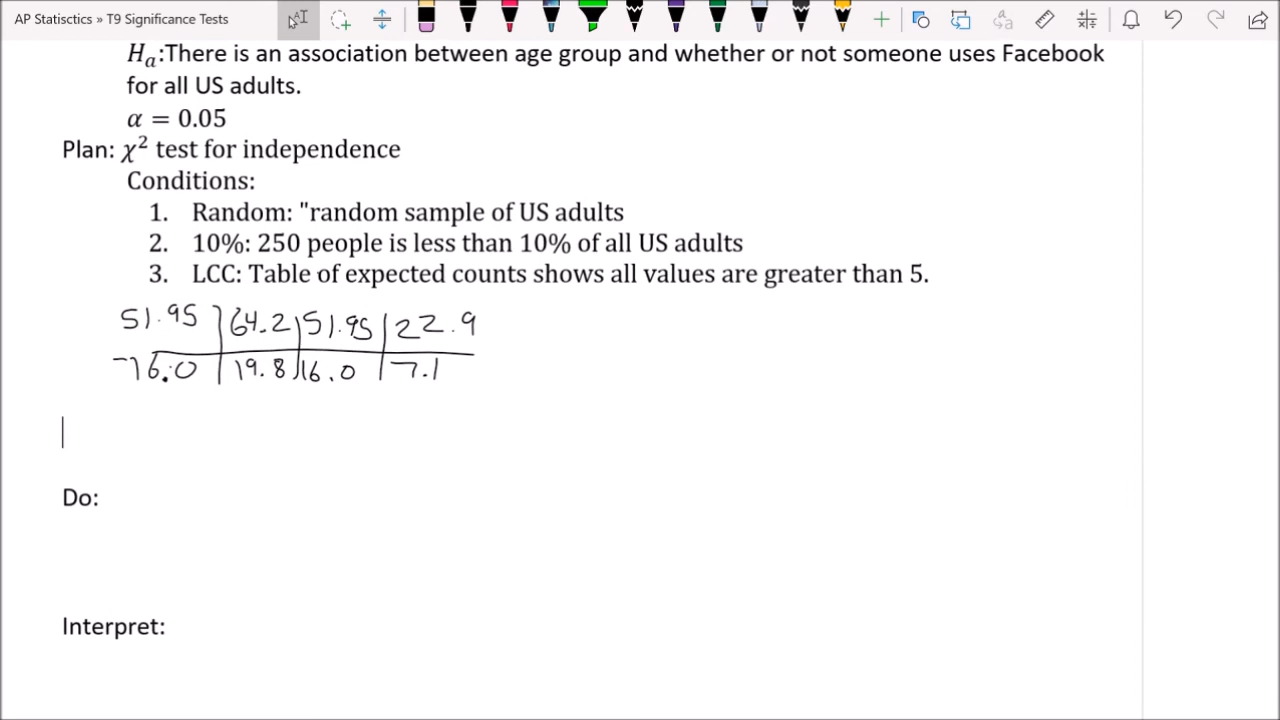 AP Statisctics » T9 Significance Tests
Hₐ:There is an association between age group and whether or not someone uses Facebook
for all US adults.
α = 0.05
Plan: χ² test for independence
Conditions:
1. Random: "random sample of US adults
2. 10%: 250 people is less than 10% of all US adults
3. LCC: Table of expected counts shows all values are greater than 5.
51.95 64.2 51.95 22.9
16.0 19.8 16.0 7.1
Do:
Interpret: